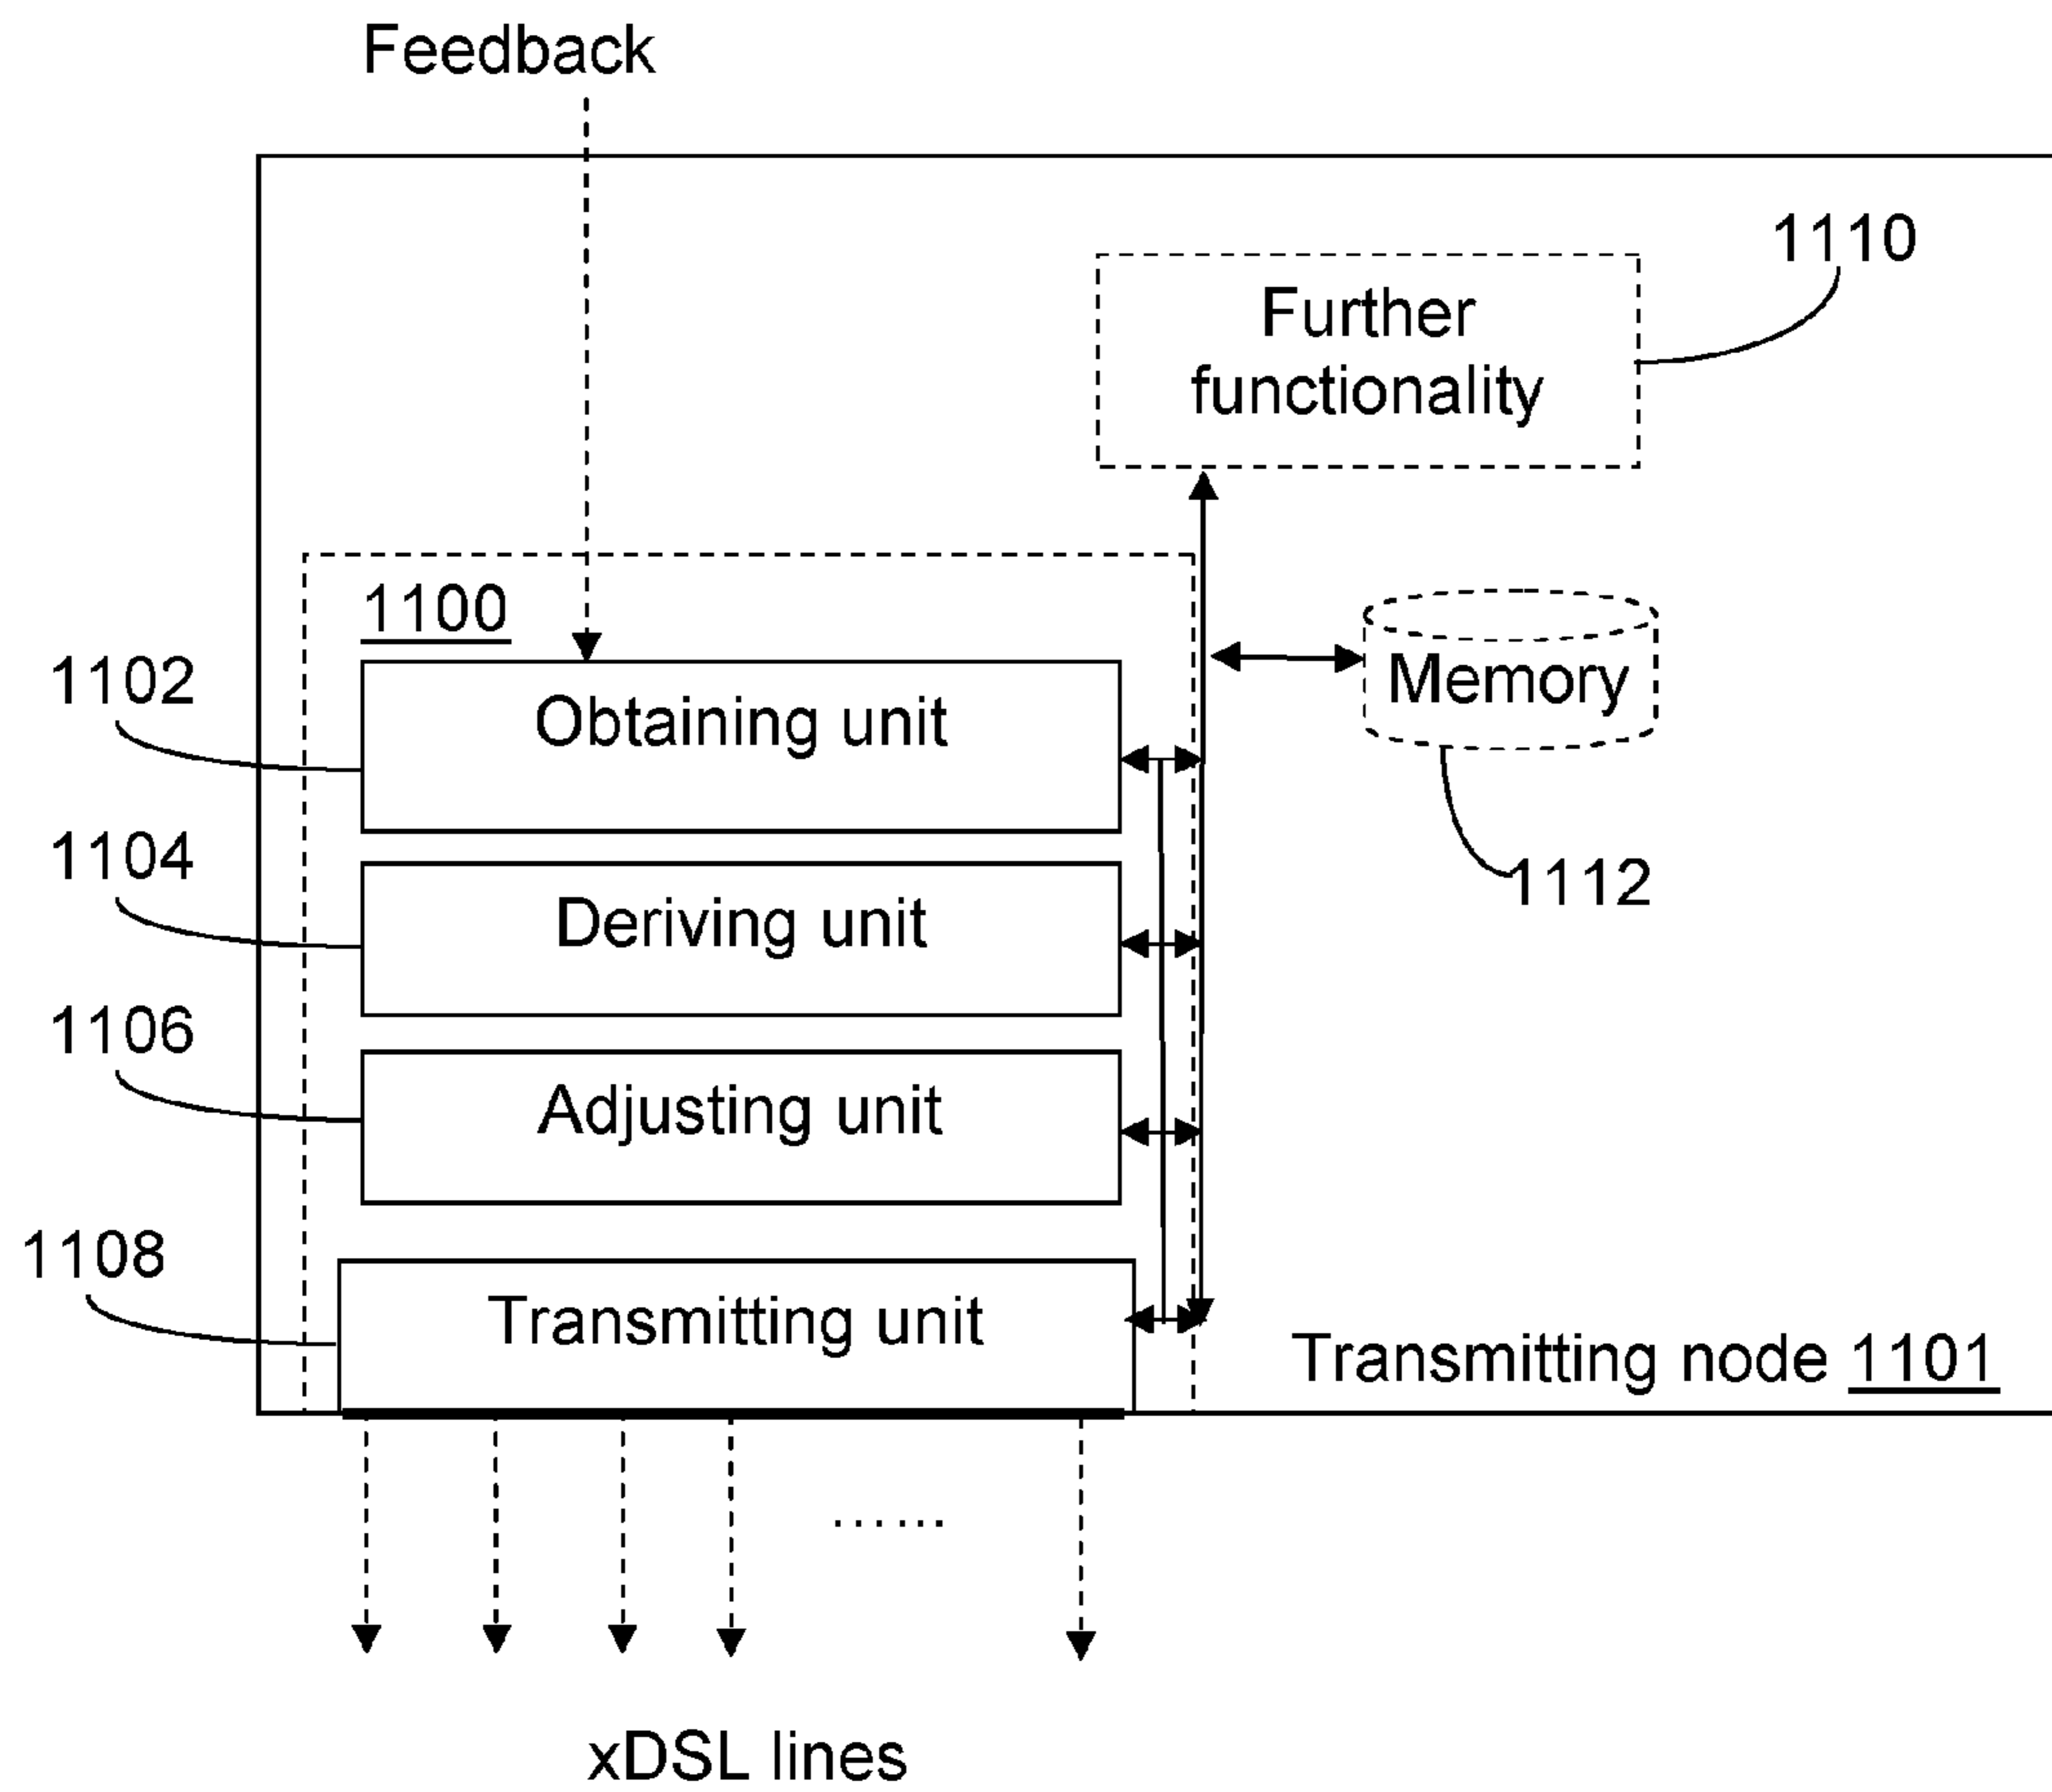 Feedback
1110
Further
functionality
1100
1102
Obtaining unit
Memory
1104
1112
Deriving unit
1106
Adjusting unit
1108
Transmitting unit
Transmitting node 1101
......
xDSL lines